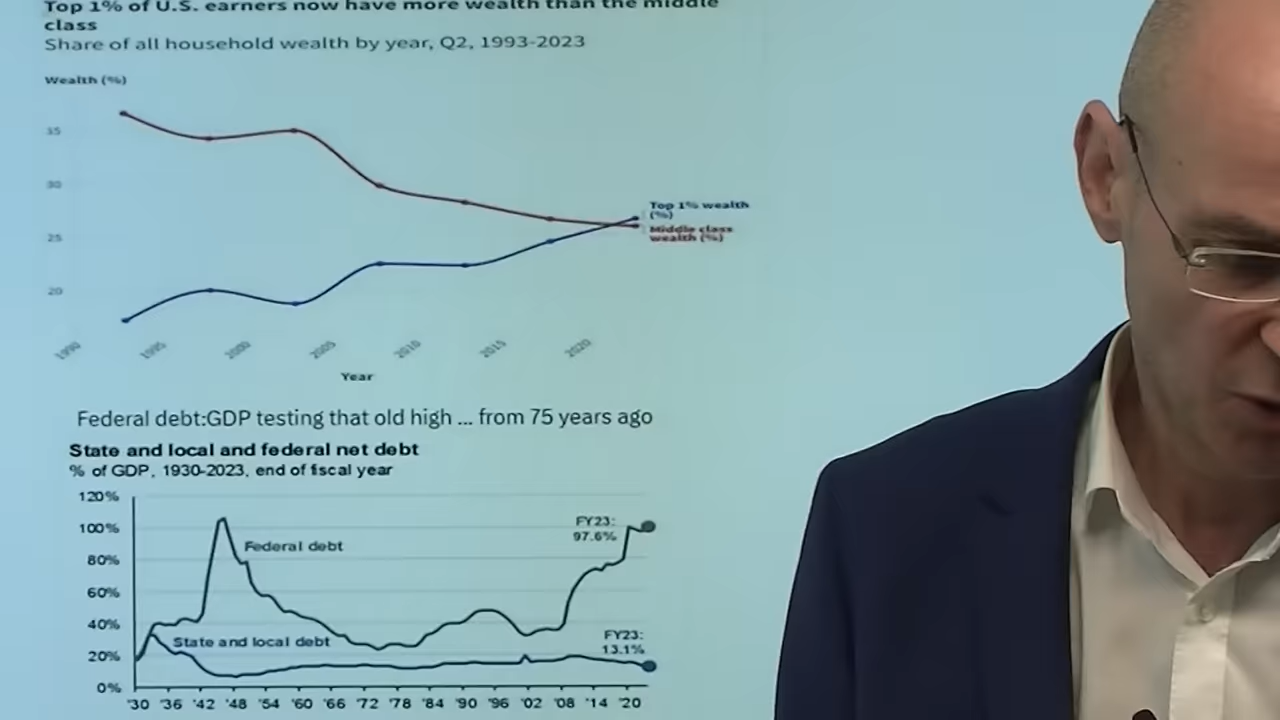 Top 1% of U.S. earners now have more wealth than the middle
class
Share of all household wealth by year, Q2, 1993-2023
Wealth (%)
35
30
25
20
Top 1% wealth
(%)
Middle class
wealth (%)
1990 1995 2000 2005 2010 2015 2020
Year
Federal debt:GDP testing that old high ... from 75 years ago
State and local and federal net debt
% of GDP, 1930-2023, end of fiscal year
120%
100%
80%
60%
40%
20%
0%
Federal debt
FY23:
97.6%
State and local debt
FY23:
13.1%
'30 '36 '42 '48 '54 '60 '66 '72 '78 '84 '90 '96 '02 '08 '14 '20